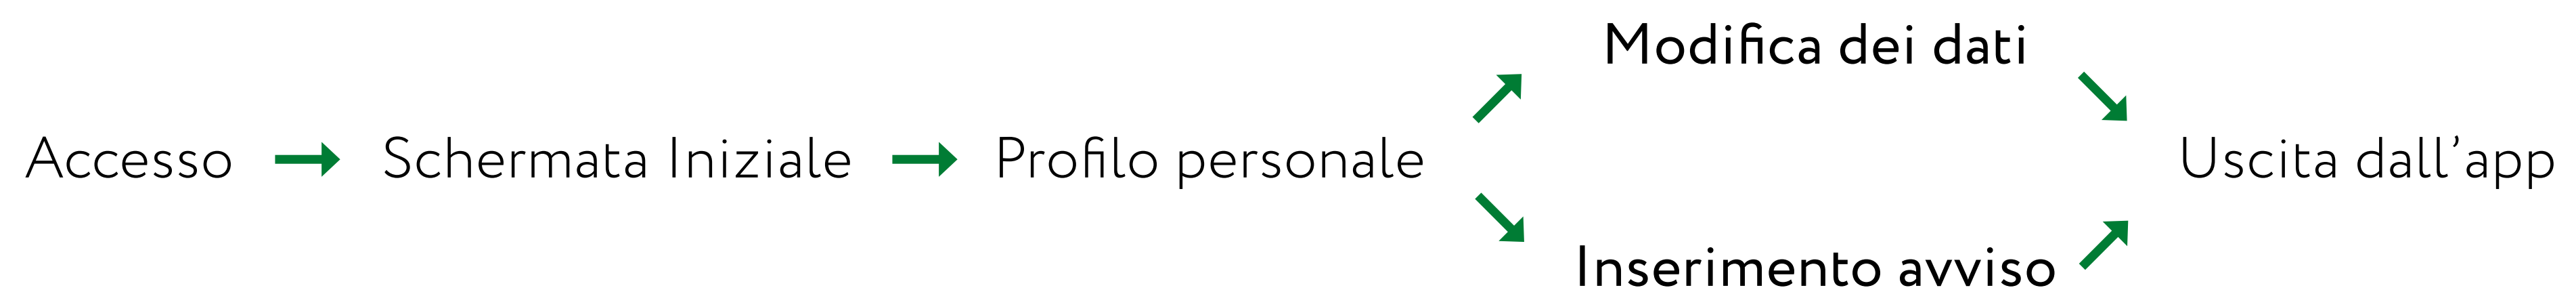 Accesso
Schermata Iniziale
Profilo personale
Modifica dei dati
Inserimento avviso
Uscita dall’app